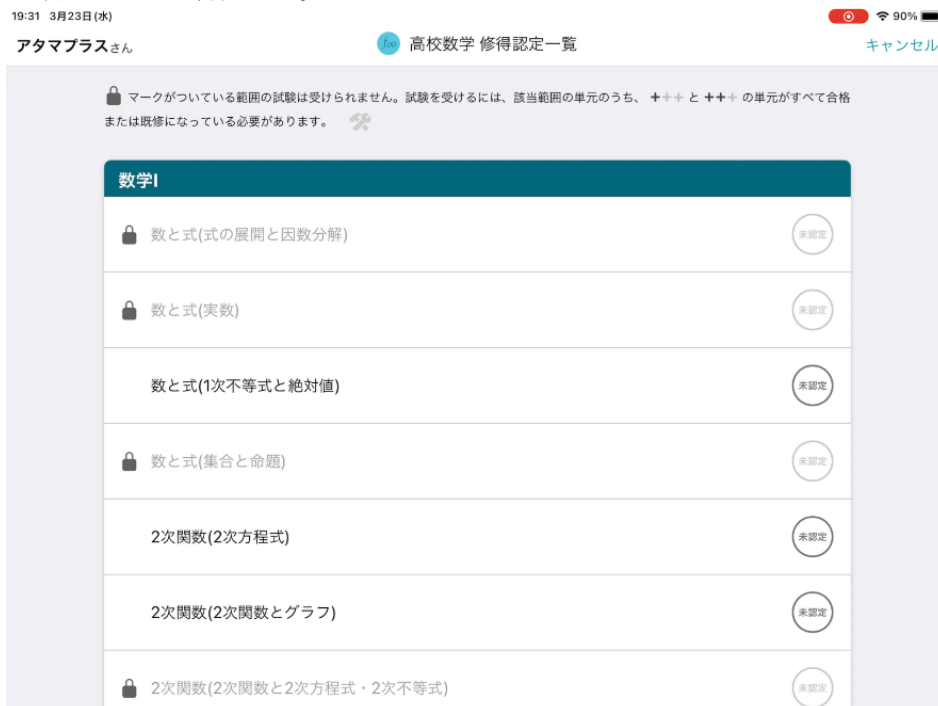 19:31 3月23日(水)
90%
アタマプラスさん
foo 高校数学 修得認定一覧
キャンセル
マークがついている範囲の試験は受けられません。試験を受けるには、該当範囲の単元のうち、 +++ と +++ の単元がすべて合格
または既修になっている必要があります。
数学I
数と式(式の展開と因数分解)
未認定
数と式(実数)
未認定
数と式(1次不等式と絶対値)
未認定
数と式(集合と命題)
未認定
2次関数(2次方程式)
未認定
2次関数(2次関数とグラフ)
未認定
2次関数(2次関数と2次方程式・2次不等式)
未認定